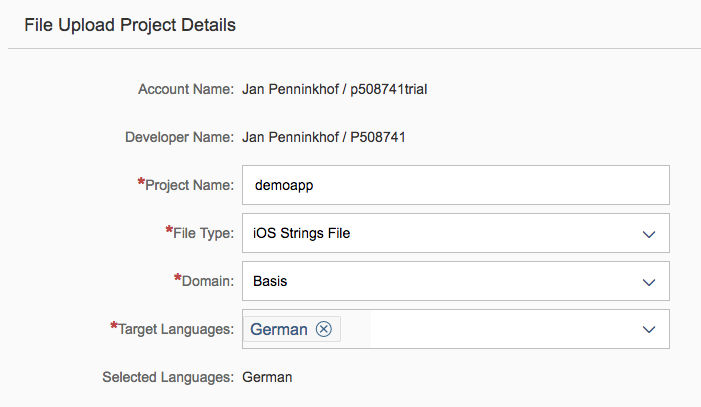 File Upload Project Details
Account Name: Jan Penninkhof / p508741trial
Developer Name: Jan Penninkhof / P508741
*Project Name: demoapp
*File Type: iOS Strings File
*Domain: Basis
*Target Languages: German
Selected Languages: German